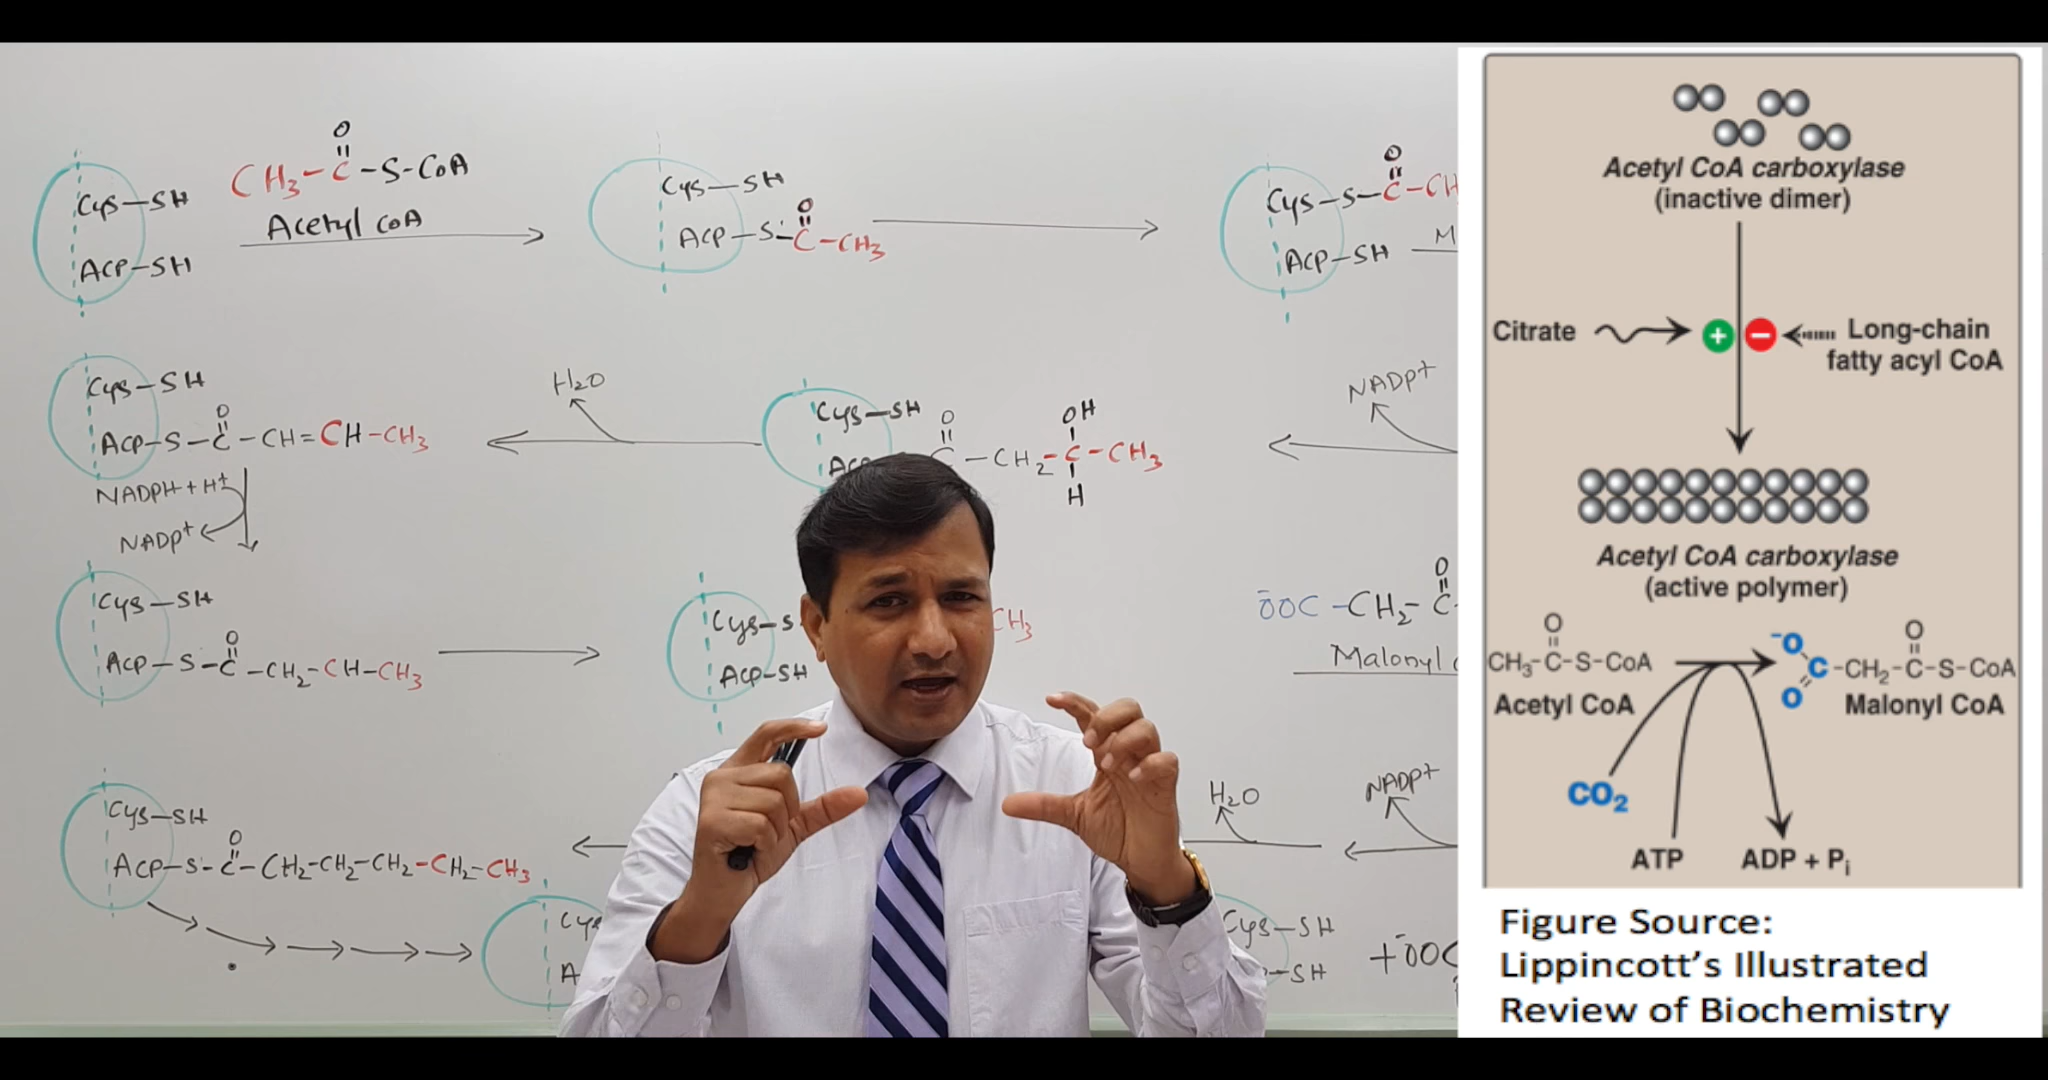 O
||
CH3-C-S-CoA
Acetyl CoA
Cys-SH
ACP-SH
Cys-SH
O
||
Acp-S-C-CH3
O
||
Cys-S-C-CH
Acp-SH
M
Cys-SH
O
||
Acp-S-C-CH=CH-CH3
H2O
Cys-SH
O
||
Acp
C-CH2-C-CH3
OH
H
NADP+
NADPH+H+
NADP+
Cys-SH
O
||
Acp-S-C-CH2-CH-CH3
Cys-S
Acp-SH
CH3
O
||
-OOC-CH2-C-
Malonyl
Cys-SH
O
||
Acp-S-C-CH2-CH2-CH2-CH2-CH3
H2O
NADP+
Cys
A
Cys-SH
-SH
+-OOC
Acetyl CoA carboxylase
(inactive dimer)
Citrate
+
−
Long-chain
fatty acyl CoA
Acetyl CoA carboxylase
(active polymer)
O
||
CH3-C-S-CoA
Acetyl CoA
-O
O
O
||
C-CH2-C-S-CoA
Malonyl CoA
CO2
ATP
ADP + Pi
Figure Source:
Lippincott's Illustrated
Review of Biochemistry